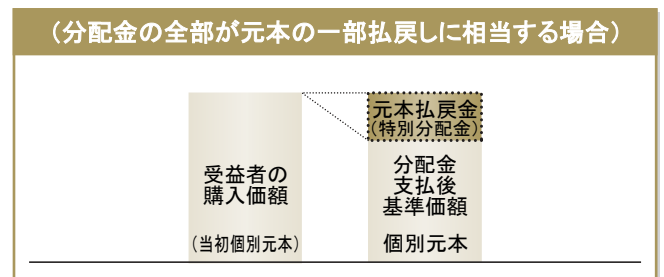 （分配金の全部が元本の一部払戻しに相当する場合）
元本払戻金
（特別分配金）
受益者の
購入価額
（当初個別元本）
分配金
支払後
基準価額
個別元本